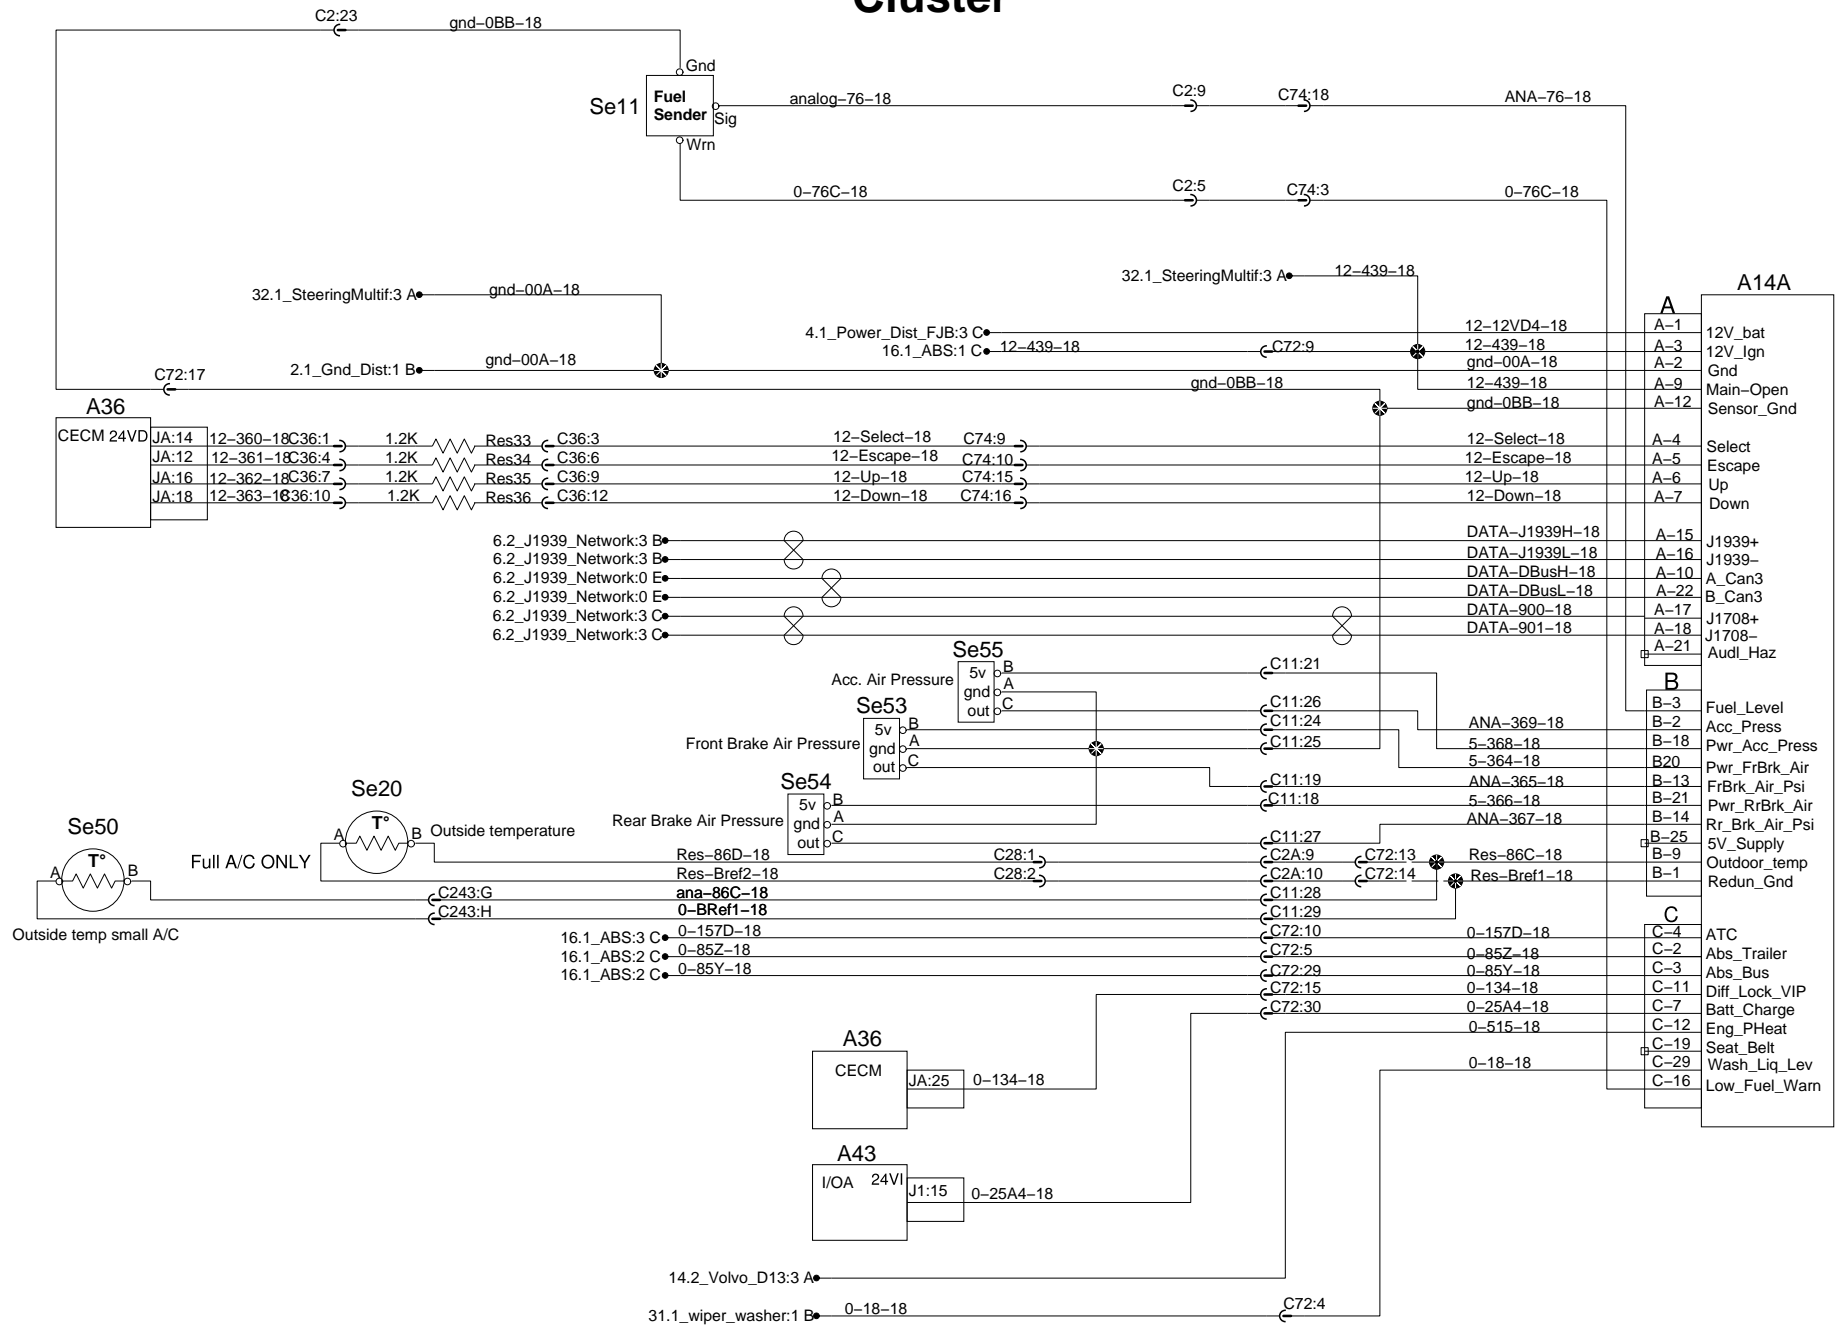 Cluster
C2:23
gnd–0BB–18
Gnd
Se11
Fuel
Sender
Sig
Wrn
analog–76–18
C2:9
C74:18
ANA–76–18
0–76C–18
C2:5
C74:3
0–76C–18
32.1_SteeringMultif:3 A
12–439–18
A14A
32.1_SteeringMultif:3 A
gnd–00A–18
A
4.1_Power_Dist_FJB:3 C
12–12VD4–18
A–1
12V_bat
16.1_ABS:1 C
12–439–18
C72:9
12–439–18
A–3
12V_Ign
2.1_Gnd_Dist:1 B
gnd–00A–18
gnd–00A–18
A–2
Gnd
C72:17
gnd–0BB–18
12–439–18
A–9
Main–Open
gnd–0BB–18
A–12
Sensor_Gnd
A36
CECM 24VD
JA:14
12–360–18
C36:1
1.2K
Res33
C36:3
12–Select–18
C74:9
12–Select–18
A–4
Select
JA:12
12–361–18
C36:4
1.2K
Res34
C36:6
12–Escape–18
C74:10
12–Escape–18
A–5
Escape
JA:16
12–362–18
C36:7
1.2K
Res35
C36:9
12–Up–18
C74:15
12–Up–18
A–6
Up
JA:18
12–363–18
C36:10
1.2K
Res36
C36:12
12–Down–18
C74:16
12–Down–18
A–7
Down
6.2_J1939_Network:3 B
DATA–J1939H–18
A–15
J1939+
6.2_J1939_Network:3 B
DATA–J1939L–18
A–16
J1939–
6.2_J1939_Network:0 E
DATA–DBusH–18
A–10
A_Can3
6.2_J1939_Network:0 E
DATA–DBusL–18
A–22
B_Can3
6.2_J1939_Network:3 C
DATA–900–18
A–17
J1708+
6.2_J1939_Network:3 C
DATA–901–18
A–18
J1708–
A–21
Audl_Haz
Se55
Acc. Air Pressure
5v
B
gnd
A
out
C
C11:21
C11:26
B
B–3
Fuel_Level
Se53
Front Brake Air Pressure
5v
B
gnd
A
out
C
C11:24
C11:25
ANA–369–18
B–2
Acc_Press
5–368–18
B–18
Pwr_Acc_Press
5–364–18
B20
Pwr_FrBrk_Air
C11:19
ANA–365–18
B–13
FrBrk_Air_Psi
Se54
Rear Brake Air Pressure
5v
B
gnd
A
out
C
C11:18
5–366–18
B–21
Pwr_RrBrk_Air
ANA–367–18
B–14
Rr_Brk_Air_Psi
C11:27
B–25
5V_Supply
Se20
A
T°
B
Outside temperature
Full A/C ONLY
Res–86D–18
C28:1
C2A:9
C72:13
Res–86C–18
B–9
Outdoor_temp
Res–Bref2–18
C28:2
C2A:10
C72:14
Res–Bref1–18
B–1
Redun_Gnd
Se50
A
T°
B
Outside temp small A/C
C243:G
ana–86C–18
C11:28
C243:H
0–BRef1–18
C11:29
C
16.1_ABS:3 C
0–157D–18
C72:10
0–157D–18
C–4
ATC
16.1_ABS:2 C
0–85Z–18
C72:5
0–85Z–18
C–2
Abs_Trailer
16.1_ABS:2 C
0–85Y–18
C72:29
0–85Y–18
C–3
Abs_Bus
C72:15
0–134–18
C–11
Diff_Lock_VIP
C72:30
0–25A4–18
C–7
Batt_Charge
0–515–18
C–12
Eng_PHeat
C–19
Seat_Belt
0–18–18
C–29
Wash_Liq_Lev
C–16
Low_Fuel_Warn
A36
CECM
JA:25
0–134–18
A43
I/OA
24VI
J1:15
0–25A4–18
14.2_Volvo_D13:3 A
31.1_wiper_washer:1 B
0–18–18
C72:4